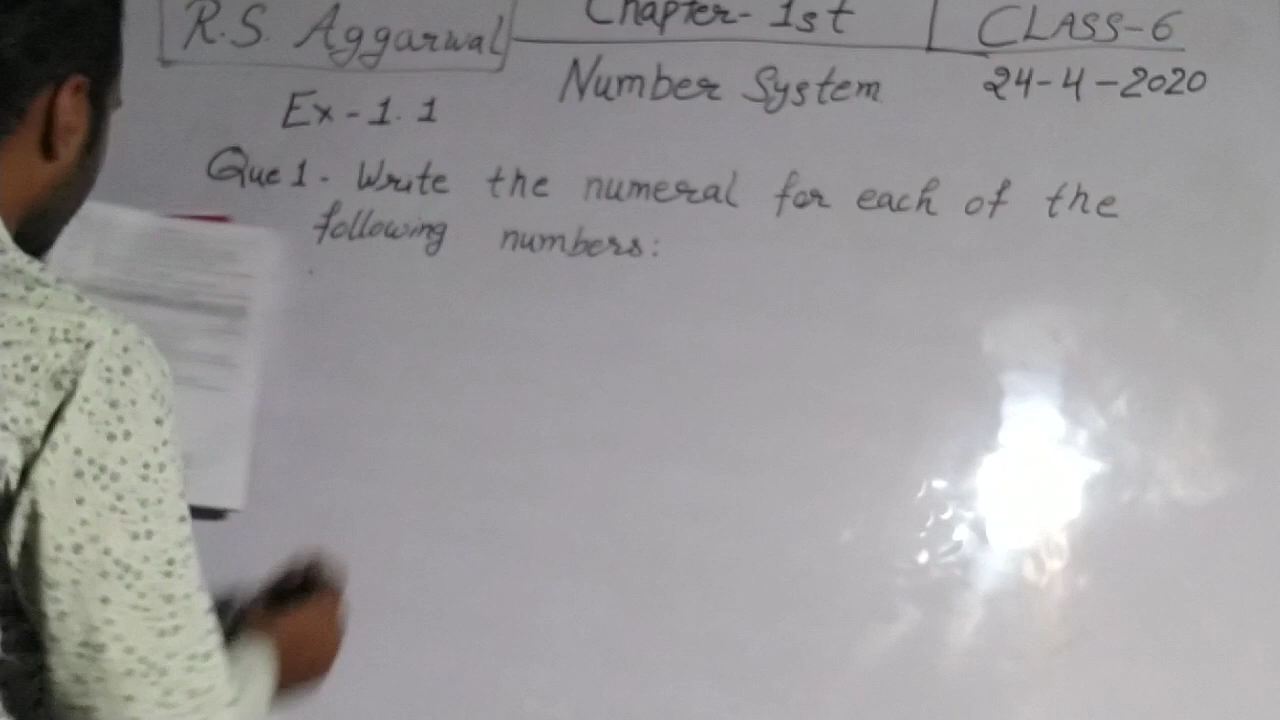 R.S. Aggarwal
Chapter- 1st
CLASS-6
Number System
24-4-2020
Ex-1.1
Que 1. Write the numeral for each of the
following numbers: